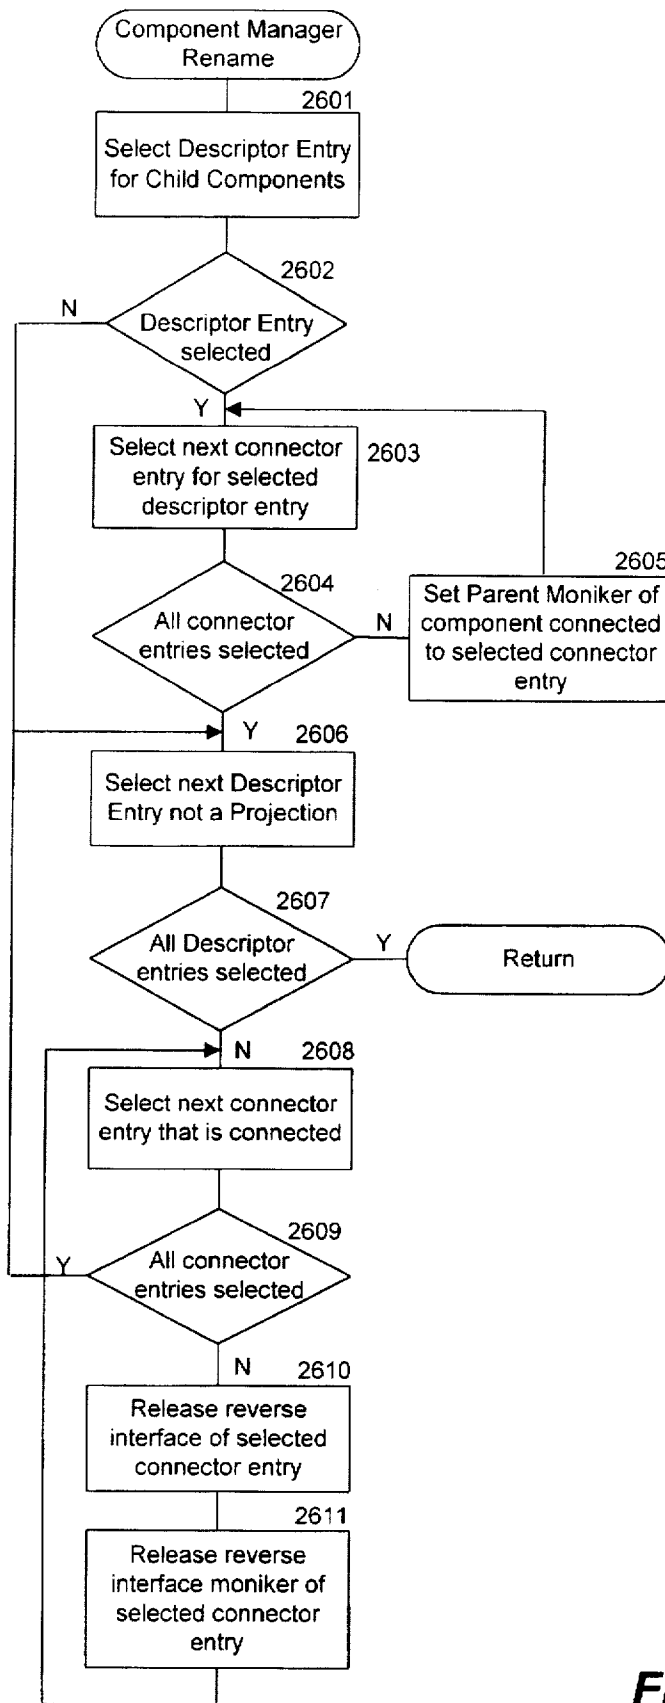 Component Manager
Rename
2601
Select Descriptor Entry
for Child Components
2602
N
Descriptor Entry
selected
Y
Select next connector
entry for selected
descriptor entry
2603
2604
All connector
entries selected
N
2605
Set Parent Moniker of
component connected
to selected connector
entry
Y
2606
Select next Descriptor
Entry not a Projection
2607
All Descriptor
entries selected
Y
Return
N
2608
Select next connector
entry that is connected
2609
Y
All connector
entries selected
N
2610
Release reverse
interface of selected
connector entry
2611
Release reverse
interface moniker of
selected connector
entry